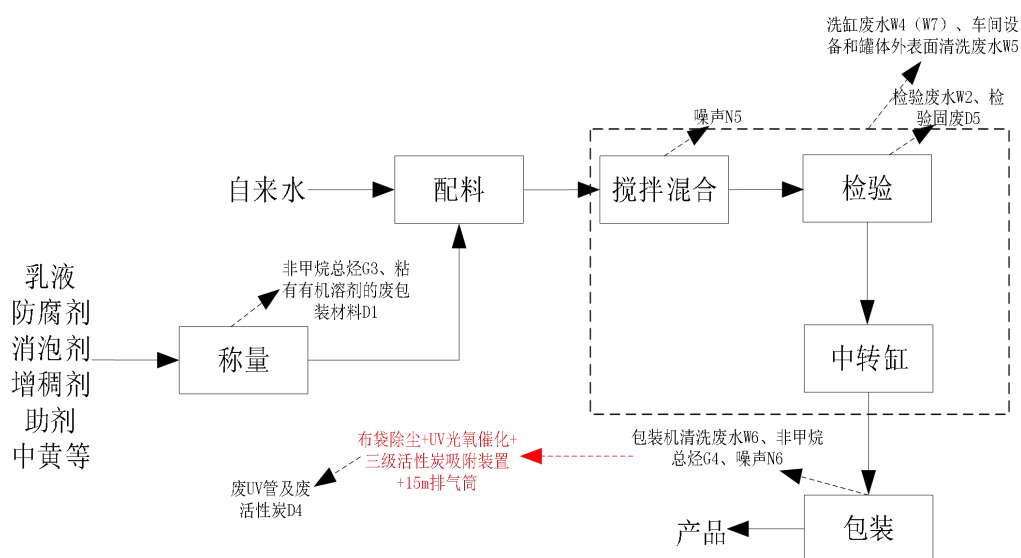 洗缸废水W4（W7）、车间设
备和罐体外表面清洗废水W5
检验废水W2、检
验固废D5
噪声N5
自来水
配料
搅拌混合
检验
乳液
防腐剂
消泡剂
增稠剂
助剂
中黄等
非甲烷总烃G3、粘
有有机溶剂的废包
装材料D1
称量
中转缸
布袋除尘+UV光氧催化+
三级活性炭吸附装置
+15m排气筒
包装机清洗废水W6、非甲烷
总烃G4、噪声N6
废UV管及废
活性炭D4
产品
包装